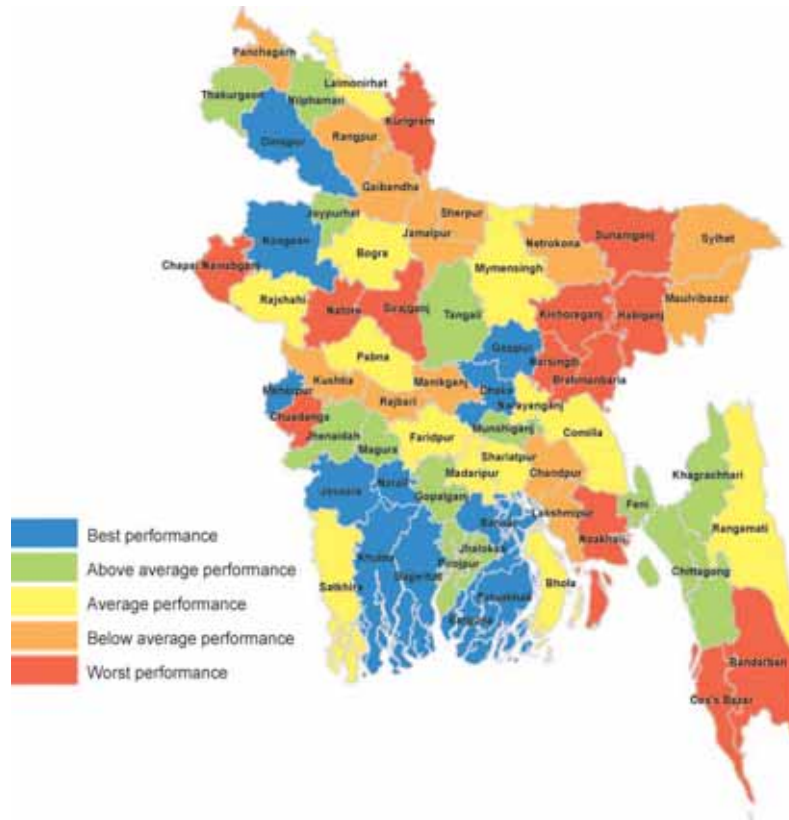 Panchagarh
Lalmonirhat
Thakurgaon
Nilphamari
Kurigram
Rangpur
Dinajpur
Gaibandha
Joypurhat
Sherpur
Jamalpur
Naogaon
Netrokona
Sunamganj
Sylhet
Bogra
Mymensingh
Chapai Nawabganj
Maulvibazar
Rajshahi
Natore
Sirajganj
Tangail
Kishoreganj
Habiganj
Gazipur
Pabna
Narsingdi
Kushtia
Manikganj
Brahmanbaria
Meherpur
Dhaka
Rajbari
Narayanganj
Chuadanga
Jhenaidah
Munshiganj
Faridpur
Comilla
Magura
Shariatpur
Madaripur
Chandpur
Khagrachhari
Narail
Jessore
Gopalganj
Feni
Lakshmipur
Barisal
Rangamati
Noakhali
Jhalokati
Khulna
Pirojpur
Bagerhat
Chittagong
Satkhira
Bhola
Patuakhali
Barguna
Bandarban
Cox's Bazar
Best performance
Above average performance
Average performance
Below average performance
Worst performance